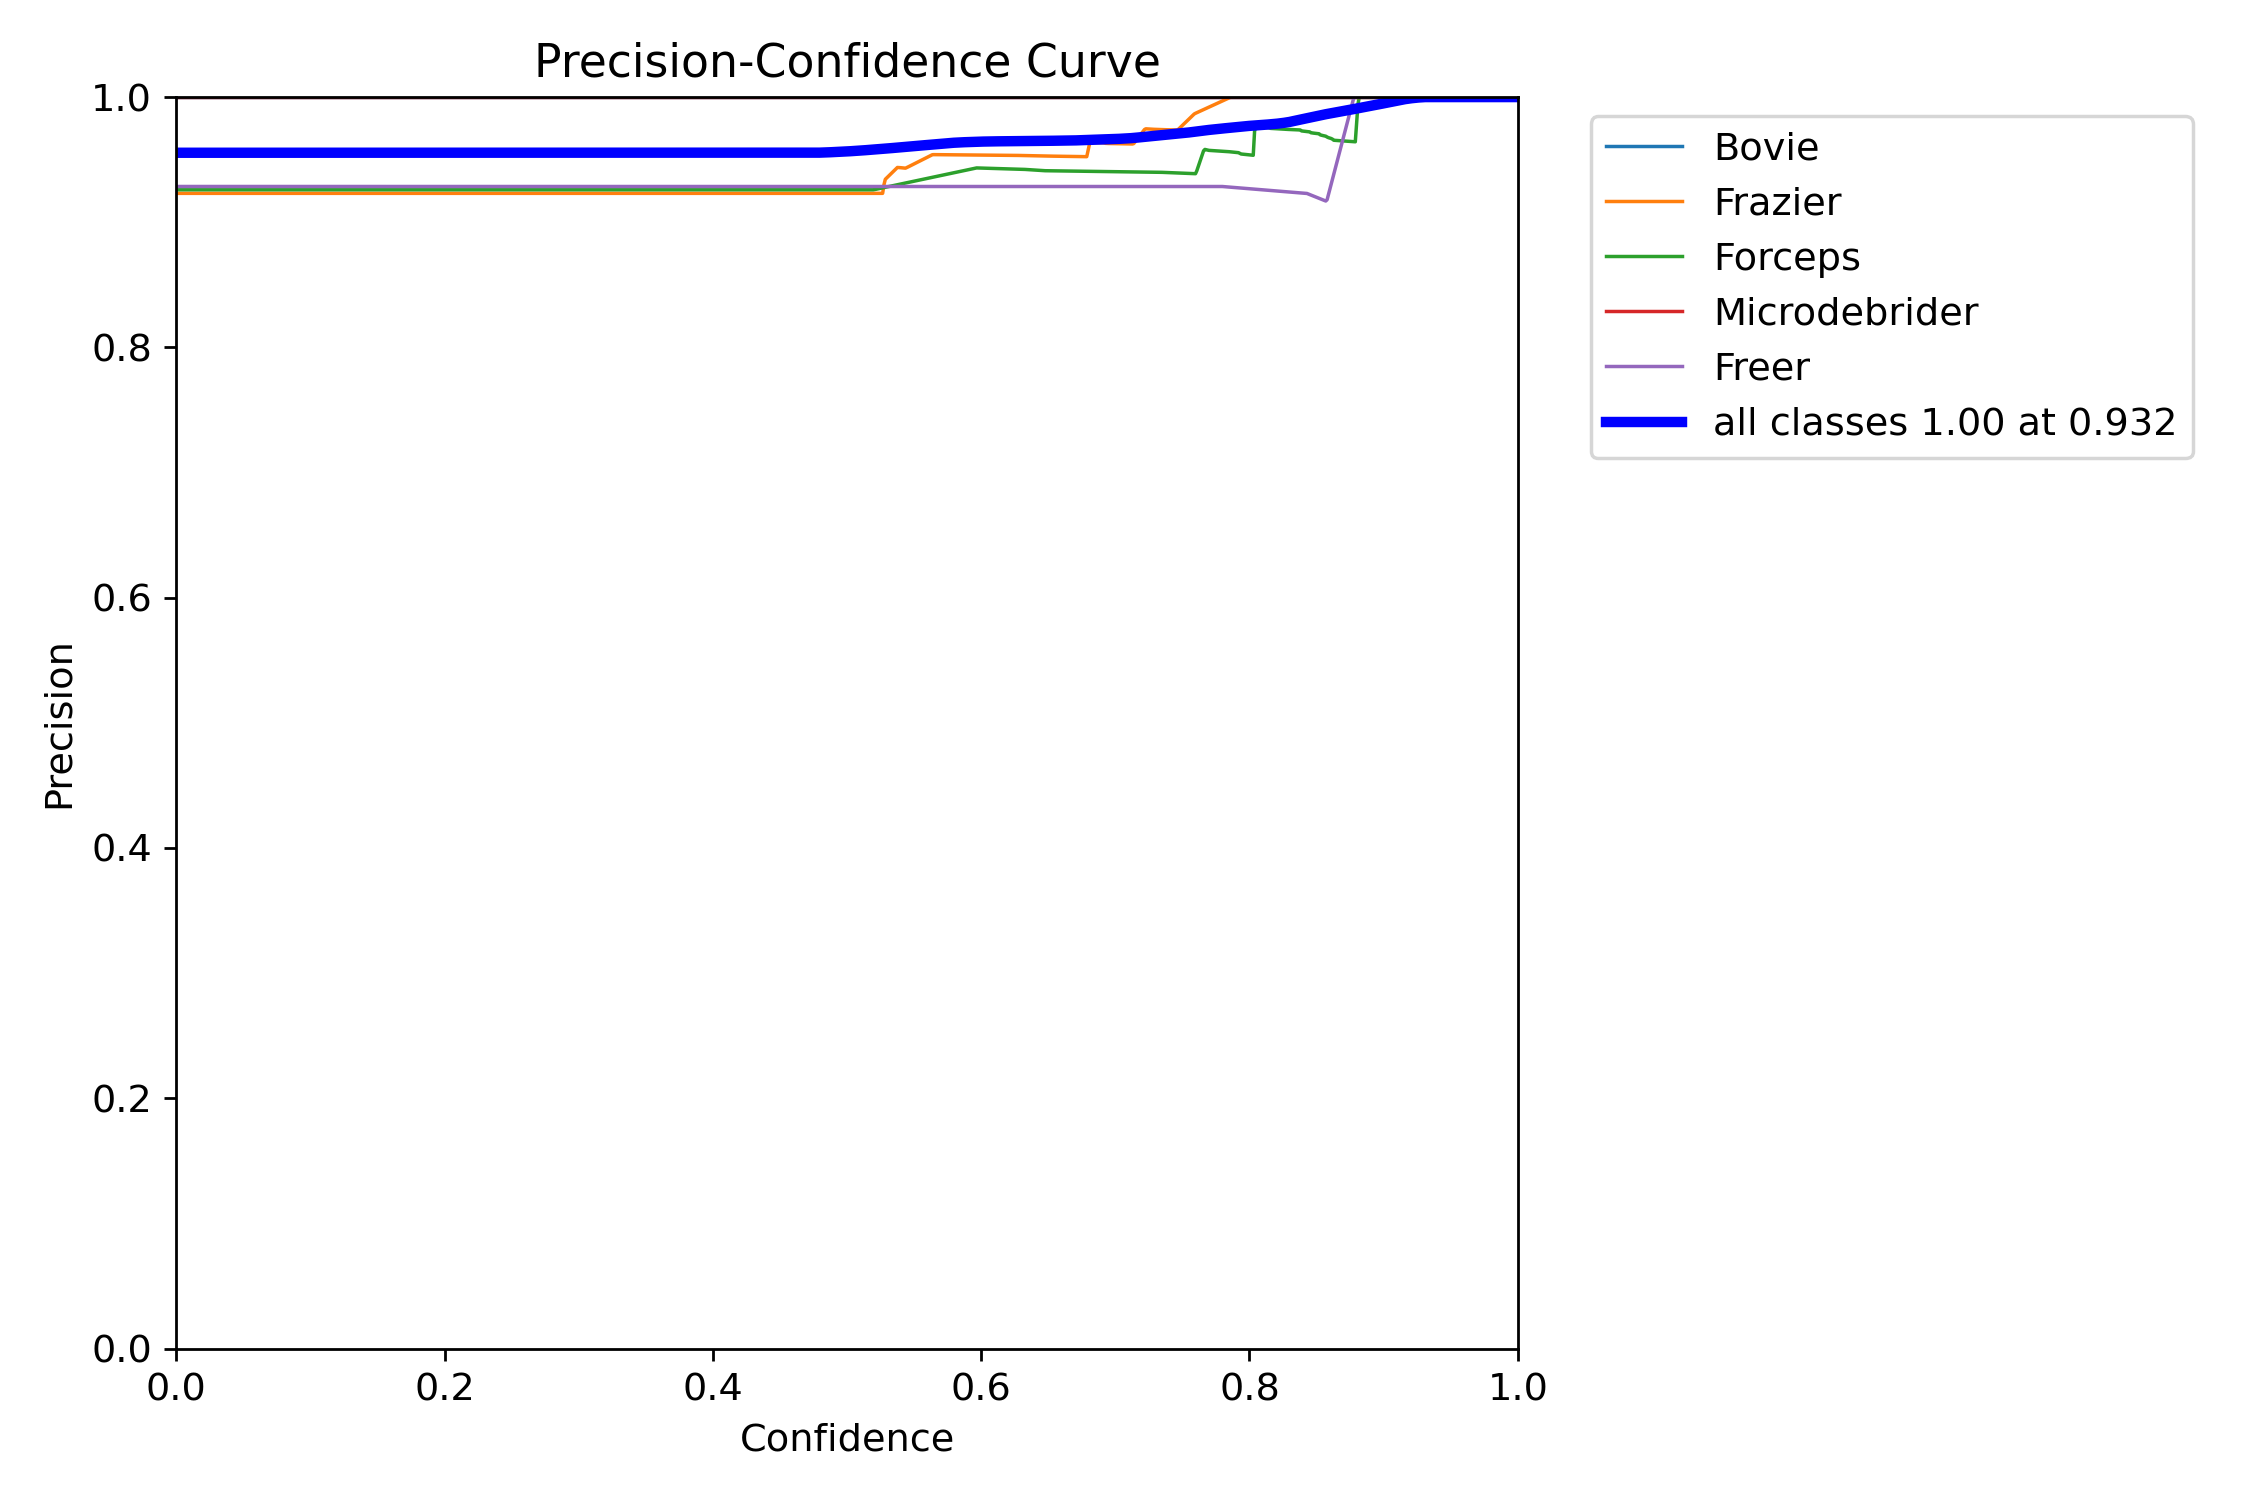 Precision-Confidence Curve
1.0
0.8
0.6
0.4
0.2
0.0
Precision
0.0 0.2 0.4 0.6 0.8 1.0
Confidence
Bovie
Frazier
Forceps
Microdebrider
Freer
all classes 1.00 at 0.932